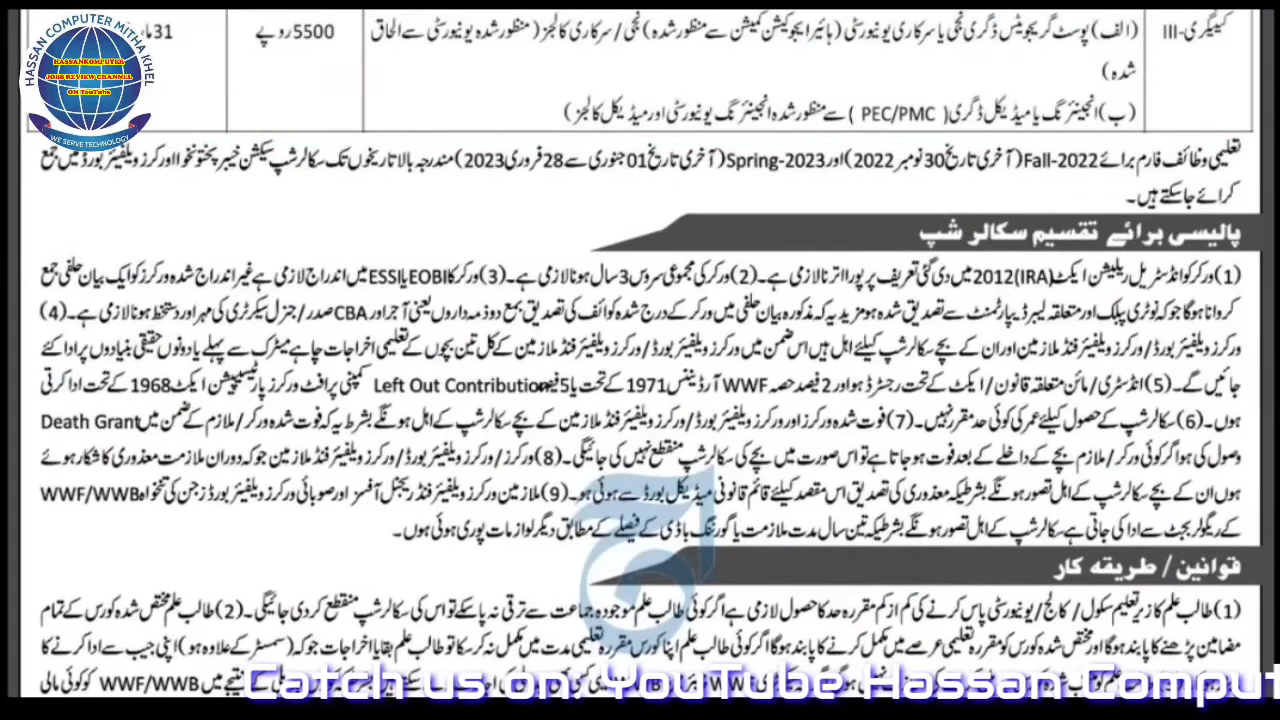 HASSAN COMPUTER MITHA KHEL
HASSANKOMPUTER
JOBS REVIEW CHANNEL
ON YouTube
WE SERVE TECHNOLOGY
کیٹیگری-III
(الف) پوسٹ گریجویٹس ڈگری نجی یا سرکاری یونیورسٹی (ہائیر ایجوکیشن کمیشن سے منظور شدہ) نجی/سرکاری کالجز (منظور شدہ یونیورسٹی سے الحاق
5500 روپے
31
شدہ)
(ب) انجینئرنگ یا میڈیکل ڈگری (PEC/PMC) سے منظور شدہ انجینئرنگ یونیورسٹی اور میڈیکل کالجز)
تعلیمی وظائف فارم برائے Fall-2022 (آخری تاریخ 30 نومبر 2022) اور Spring-2023 (آخری تاریخ 01 جنوری سے 28 فروری 2023) مندرجہ بالا تاریخوں تک سکالرشپ سیکشن خیبر پختونخوا ورکرز ویلفیئر بورڈ میں جمع
کرائے جا سکتے ہیں۔
پالیسی برائے تقسیم سکالر شپ
(1) ورکر کو انڈسٹریل ریلیشن ایکٹ (IRA) 2012 میں دی گئی تعریف پر پورا اترنا لازمی ہے۔ (2) ورکر کی مجموعی سروس 3 سال ہونا لازمی ہے۔ (3) ورکر کا EOBI یا ESSI میں اندراج لازمی ہے غیر اندراج شدہ ورکرز کو ایک بیان حلفی جمع
کروانا ہوگا جو کہ نوٹری پبلک اور متعلقہ لیبر ڈیپارٹمنٹ سے تصدیق شدہ ہو مزید یہ کہ مذکورہ بیان حلفی میں ورکر کے درج شدہ کوائف کی تصدیق بمع دو ذمہ داروں یعنی آجر اور CBA صدر/جنرل سیکرٹری کی مہر اور دستخط ہونا لازمی ہے۔ (4)
ورکرز ویلفیئر بورڈ/ورکرز ویلفیئر فنڈ ملازمین اور ان کے بچے سکالرشپ کیلئے اہل ہیں اس ضمن میں ورکرز ویلفیئر بورڈ/ورکرز ویلفیئر فنڈ ملازمین کے کل تین بچوں کے تعلیمی اخراجات چاہے میٹرک سے پہلے یا دونوں حقیقی بنیادوں پر ادا کئے
جائیں گے۔ (5) انڈسٹری/مائن متعلقہ قانون/ایکٹ کے تحت رجسٹرڈ ہو اور 2 فیصد حصہ WWF آرڈیننس 1971 کے تحت یا 5 فیصد Left Out Contribution کمپنی پرافٹ ورکرز پارٹیسپیشن ایکٹ 1968 کے تحت ادا کرتی
ہوں۔ (6) سکالرشپ کے حصول کیلئے عمر کی کوئی حد مقرر نہیں۔ (7) فوت شدہ ورکرز اور ورکرز ویلفیئر بورڈ/ورکرز ویلفیئر فنڈ ملازمین کے بچے سکالرشپ کے اہل ہونگے بشرط یہ کہ فوت شدہ ورکر/ملازم کے ضمن میں Death Grant
وصول کی ہو اگر کوئی ورکر/ملازم بچے کے داخلے کے بعد فوت ہو جاتا ہے تو اس صورت میں بچے کی سکالرشپ منقطع نہیں کی جائیگی۔ (8) ورکرز/ورکرز ویلفیئر بورڈ/ورکرز ویلفیئر فنڈ ملازمین جو کہ دوران ملازمت معذوری کا شکار ہوئے
ہوں ان کے بچے سکالرشپ کے اہل تصور ہونگے بشرطیکہ معذوری کی تصدیق اس مقصد کیلئے قائم قانونی میڈیکل بورڈ سے ہوئی ہو۔ (9) ملازمین ورکرز ویلفیئر فنڈ ریجنل آفسز اور صوبائی ورکرز ویلفیئر بورڈز جن کی تنخواہ WWF/WWB
کے ریگولر بجٹ سے ادا کی جاتی ہے سکالرشپ کے اہل تصور ہونگے بشرطیکہ تین سال مدت ملازمت یا گورننگ باڈی کے فیصلے کے مطابق دیگر لوازمات پوری ہوئی ہوں۔
قوانین/طریقہ کار
(1) طالب علم کا زیر تعلیم سکول/کالج/یونیورسٹی پاس کرنے کی کم از کم مقررہ حد کا حصول لازمی ہے اگر کوئی طالب علم موجودہ جماعت سے ترقی نہ پا سکے تو اس کی سکالرشپ منقطع کر دی جائیگی۔ (2) طالب علم مختص شدہ کورس کے تمام
مضامین پڑھنے کا پابند ہوگا اور مختص شدہ کورس کو مقررہ تعلیمی عرصے میں مکمل کرنے کا پابند ہوگا اگر کوئی طالب علم اپنا کورس مقررہ تعلیمی مدت میں مکمل نہ کر سکا تو طالب علم بقایا اخراجات جو کہ (سمسٹر کے علاوہ ہو) اپنی جیب سے ادا کرنے کا
کے نتیجے میں WWF/WWB کو کوئی مالی
Catch us on YouTube Hassan Comput